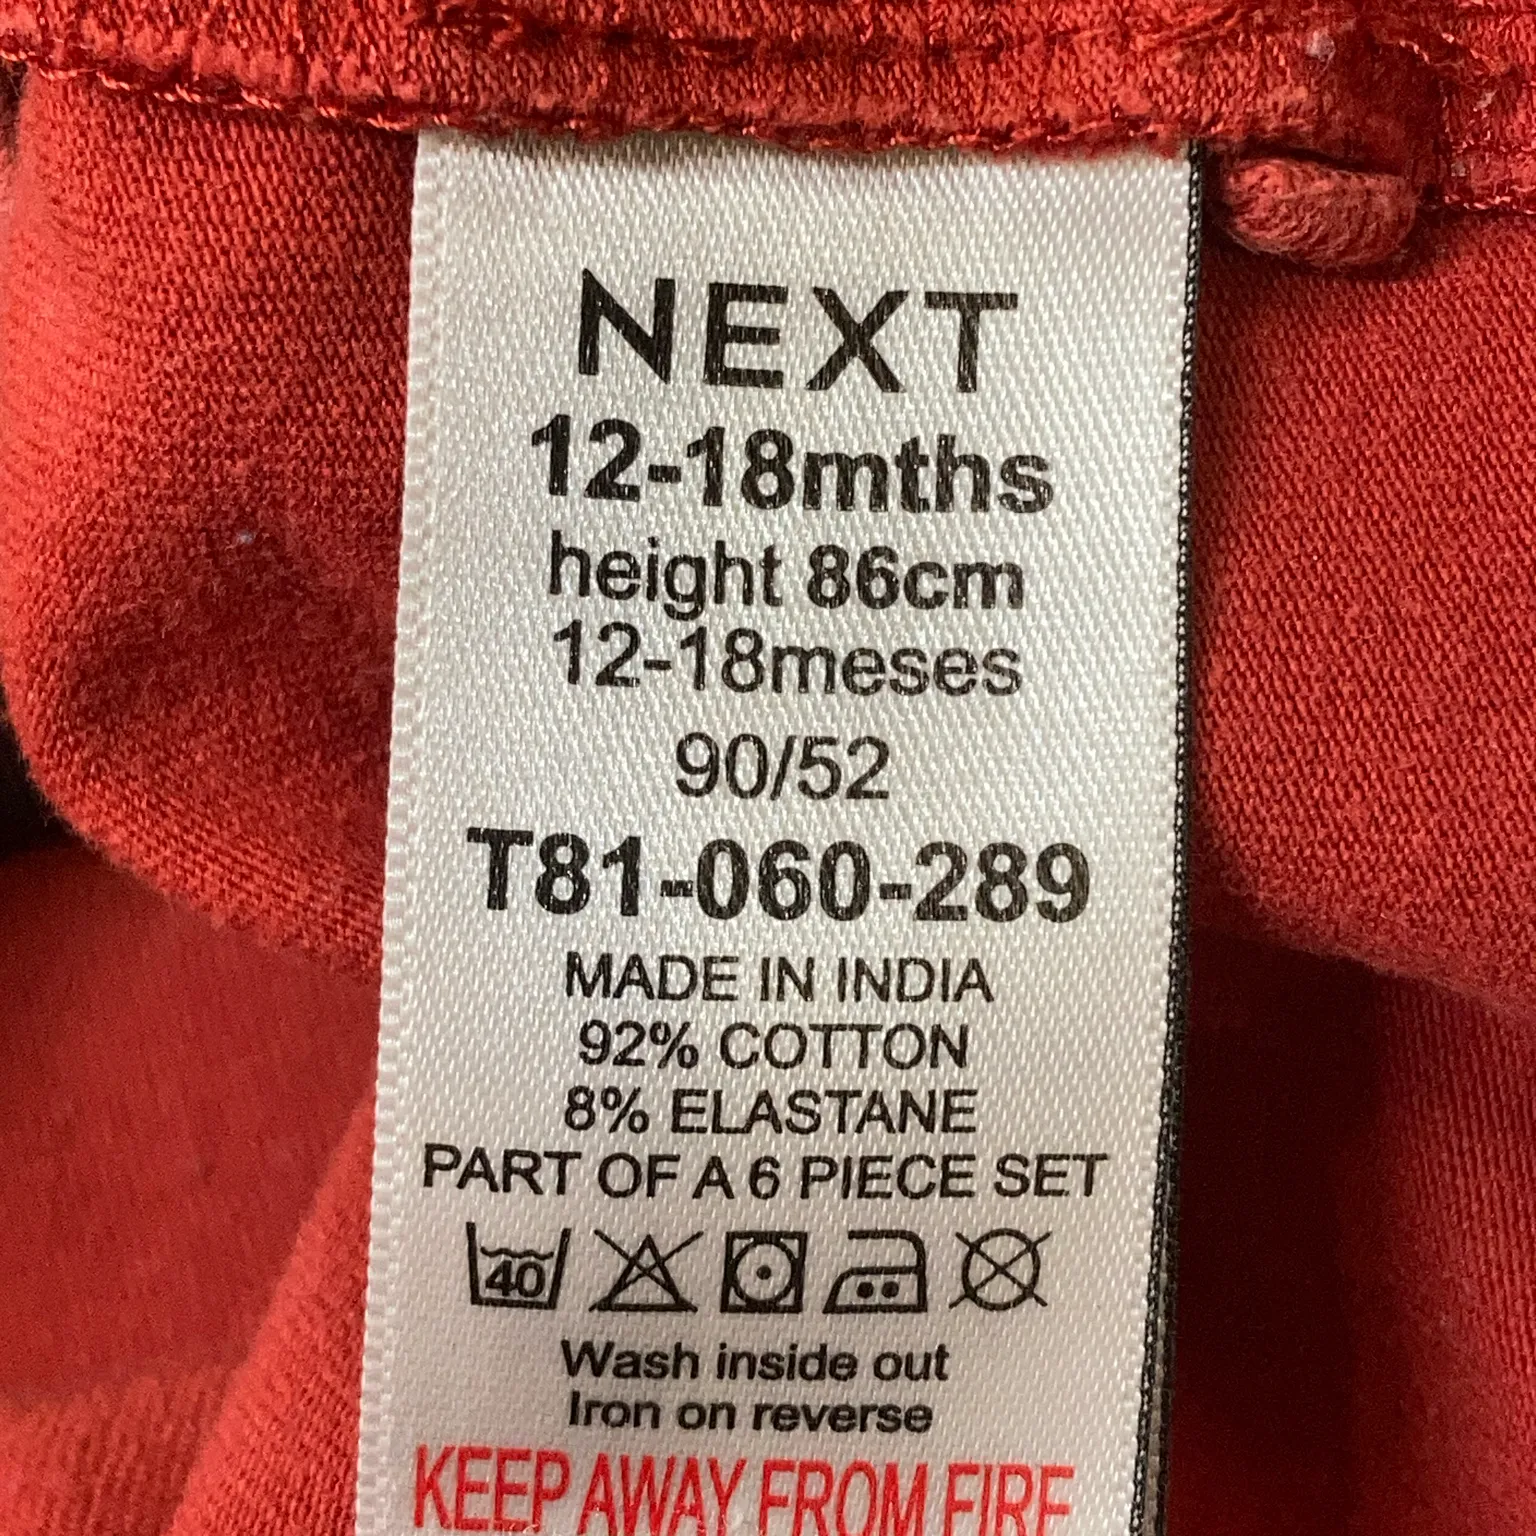 NEXT
12-18mths
height 86cm
12-18meses
90/52
T81-060-289
MADE IN INDIA
92% COTTON
8% ELASTANE
PART OF A 6 PIECE SET
40
Wash inside out
Iron on reverse
KEEP AWAY FROM FIRE